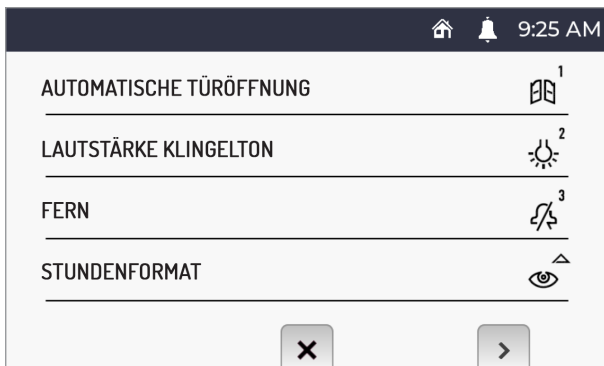 9:25 AM
AUTOMATISCHE TÜRÖFFNUNG 1
LAUTSTÄRKE KLINGELTON 2
FERN 3
STUNDENFORMAT